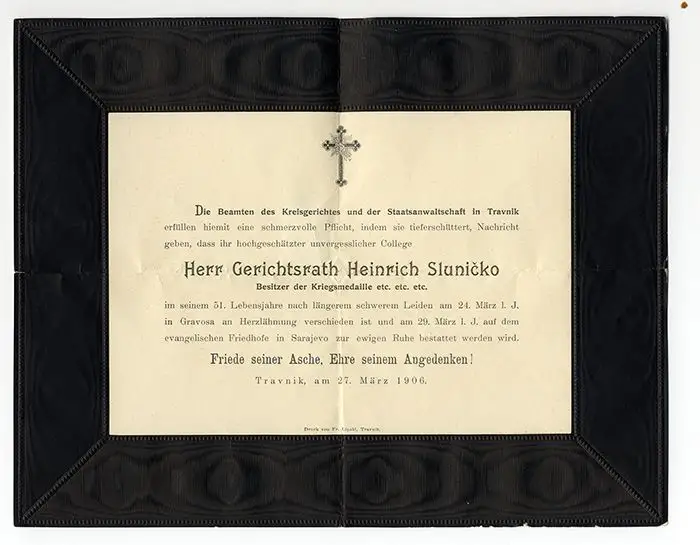 Die Beamten des Kreisgerichtes und der Staatsanwaltschaft in Travnik
erfüllen hiemit eine schmerzvolle Pflicht, indem sie tieferschüttert, Nachricht
geben, dass ihr hochgeschätzter unvergesslicher College
Herr Gerichtsrath Heinrich Sluničko
Besitzer der Kriegsmedaille etc. etc. etc.
im seinem 51. Lebensjahre nach längerem schwerem Leiden am 24. März l. J.
in Gravosa an Herzlähmung verschieden ist und am 29. März l. J. auf dem
evangelischen Friedhofe in Sarajevo zur ewigen Ruhe bestattet werden wird.
Friede seiner Asche, Ehre seinem Angedenken!
Travnik, am 27. März 1906.
Druck von Fr. Travnik.